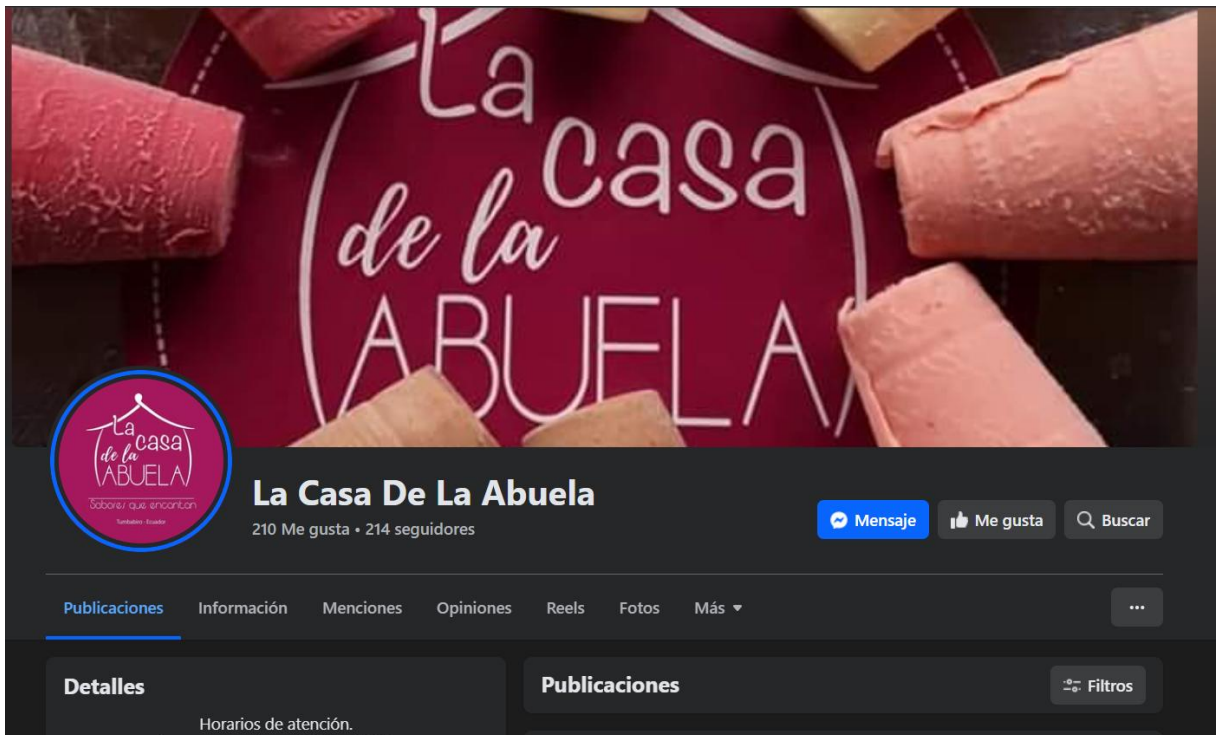 La
casa
de la
ABUELA
La
casa
de la
ABUELA
Sabores que encantan
Tumbabiro - Ecuador
La Casa De La Abuela
210 Me gusta • 214 seguidores
Mensaje
Me gusta
Buscar
Publicaciones Información Menciones Opiniones Reels Fotos Más
Detalles
Publicaciones
Filtros
Horarios de atención.